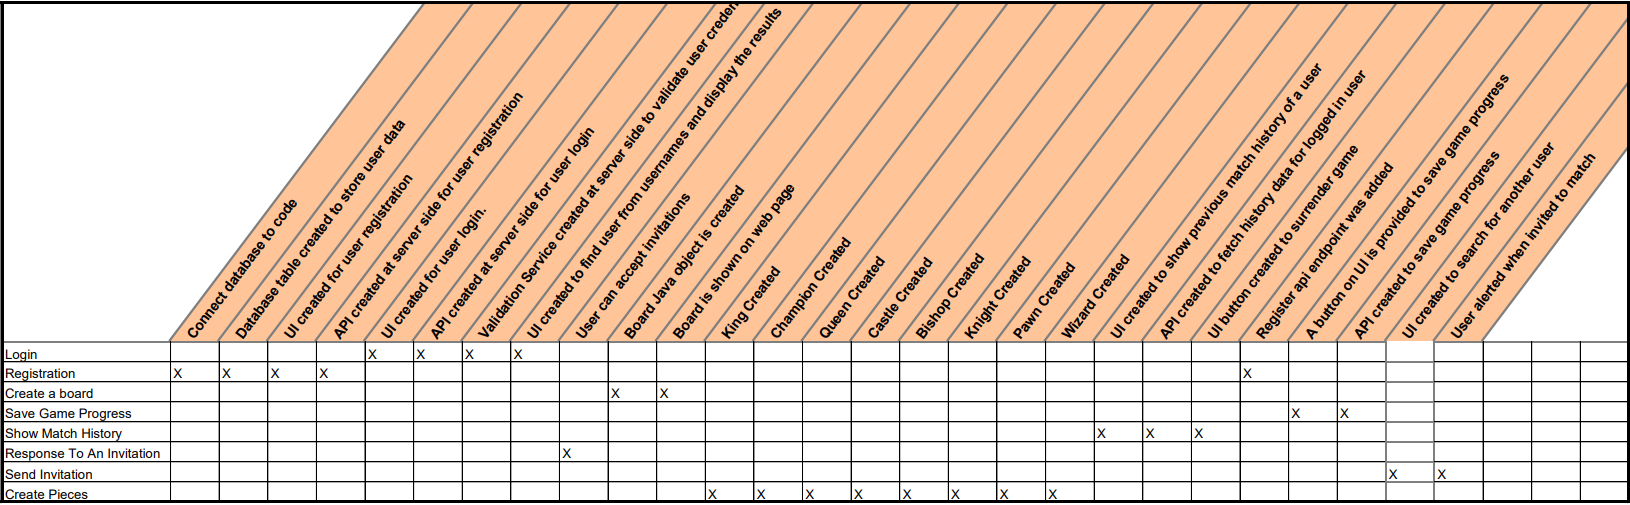 Connect database to code
Database table created to store user data
UI created for user registration
API created at server side for user registration
UI created for user login.
API created at server side for user login
Validation Service created at server side to validate user creden
UI created to find user from usernames and display the results
User can accept invitations
Board Java object is created
Board is shown on web page
King Created
Champion Created
Queen Created
Castle Created
Bishop Created
Knight Created
Pawn Created
Wizard Created
UI created to show previous match history of a user
API created to fetch history data for logged in user
UI button created to surrender game
Register api endpoint was added
A button on UI is provided to save game progress
API created to save game progress
UI created to search for another user
User alerted when invited to match
Login X X X X
Registration X X X X X
Create a board X X
Save Game Progress X X
Show Match History X X X
Response To An Invitation X
Send Invitation X X
Create Pieces X X X X X X X X